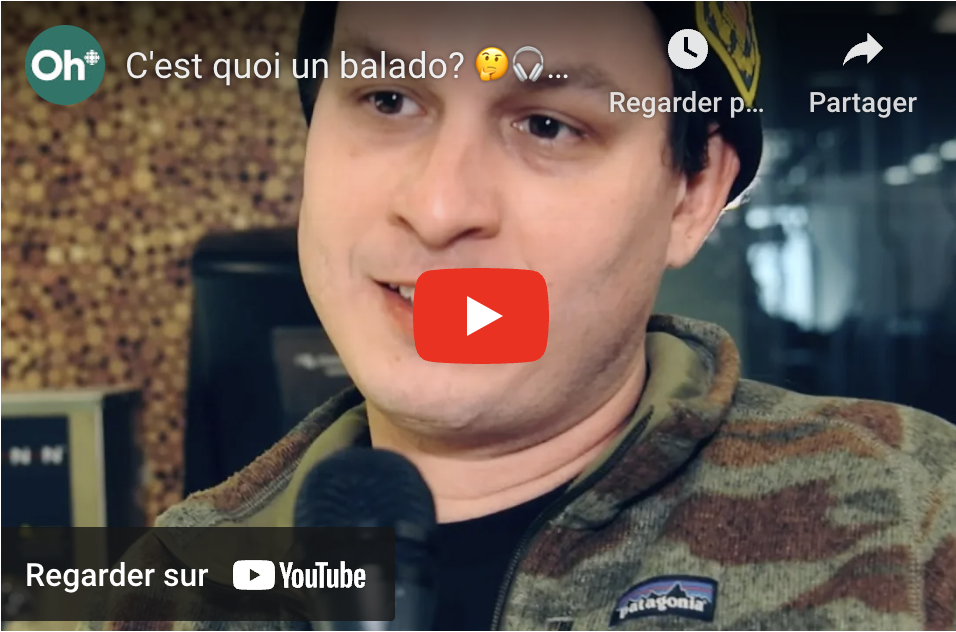 Oh
C'est quoi un balado? 🤔🎧...
Regarder p...
Partager
patagonia
Regarder sur YouTube